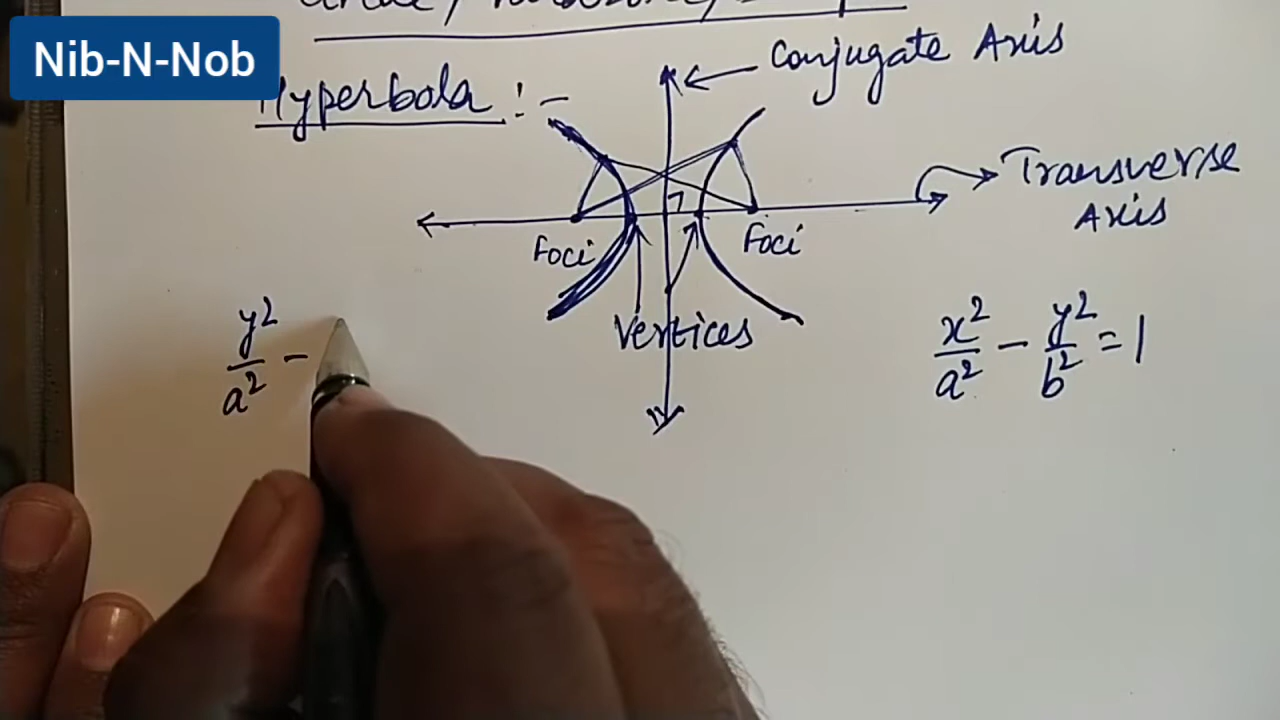 Nib-N-Nob
Hyperbola :-
Conjugate Axis
Transverse
Axis
Foci
Foci
Vertices
y²/a² −
x²/a² − y²/b² = 1